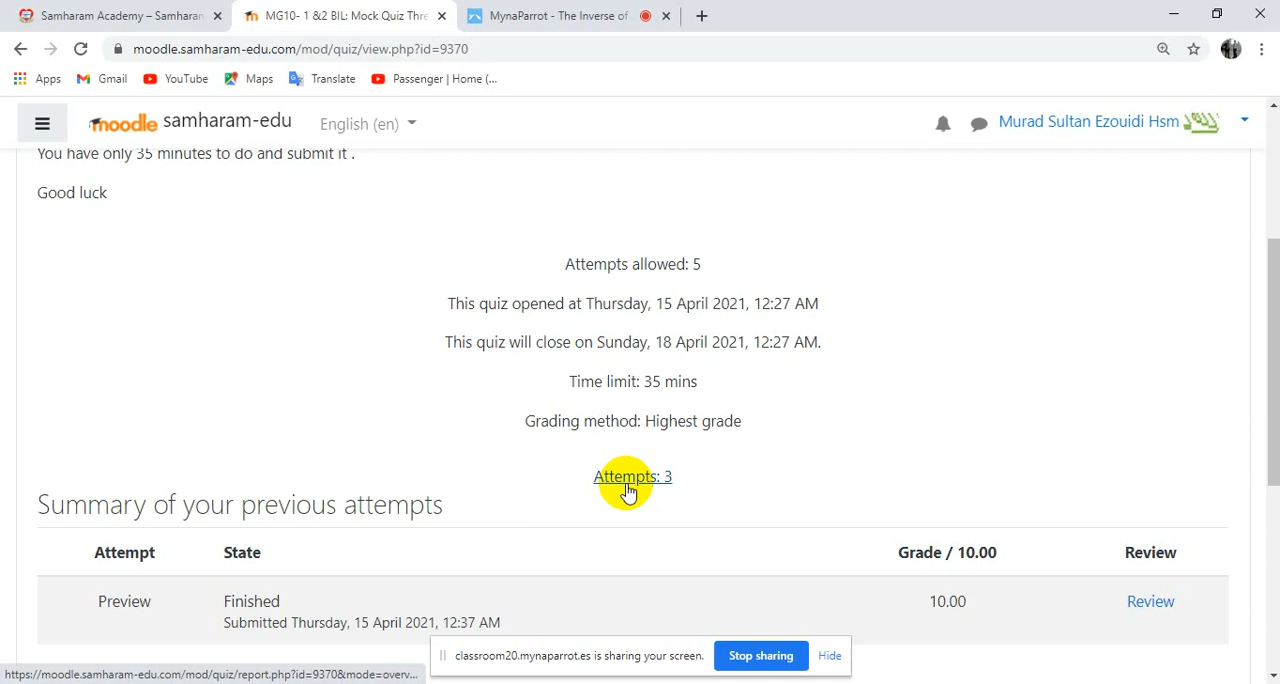 Samharam Academy – Samharan
MG10- 1 &2 BIL: Mock Quiz Thre
MynaParrot - The Inverse of
moodle.samharam-edu.com/mod/quiz/view.php?id=9370
Apps
Gmail
YouTube
Maps
Translate
Passenger | Home (...
moodle samharam-edu
English (en)
Murad Sultan Ezouidi Hsm
You have only 35 minutes to do and submit it .
Good luck
Attempts allowed: 5
This quiz opened at Thursday, 15 April 2021, 12:27 AM
This quiz will close on Sunday, 18 April 2021, 12:27 AM.
Time limit: 35 mins
Grading method: Highest grade
Attempts: 3
Summary of your previous attempts
Attempt State Grade / 10.00 Review
Preview Finished 10.00 Review
Submitted Thursday, 15 April 2021, 12:37 AM
classroom20.mynaparrot.es is sharing your screen. Stop sharing Hide
https://moodle.samharam-edu.com/mod/quiz/report.php?id=9370&mode=overv...